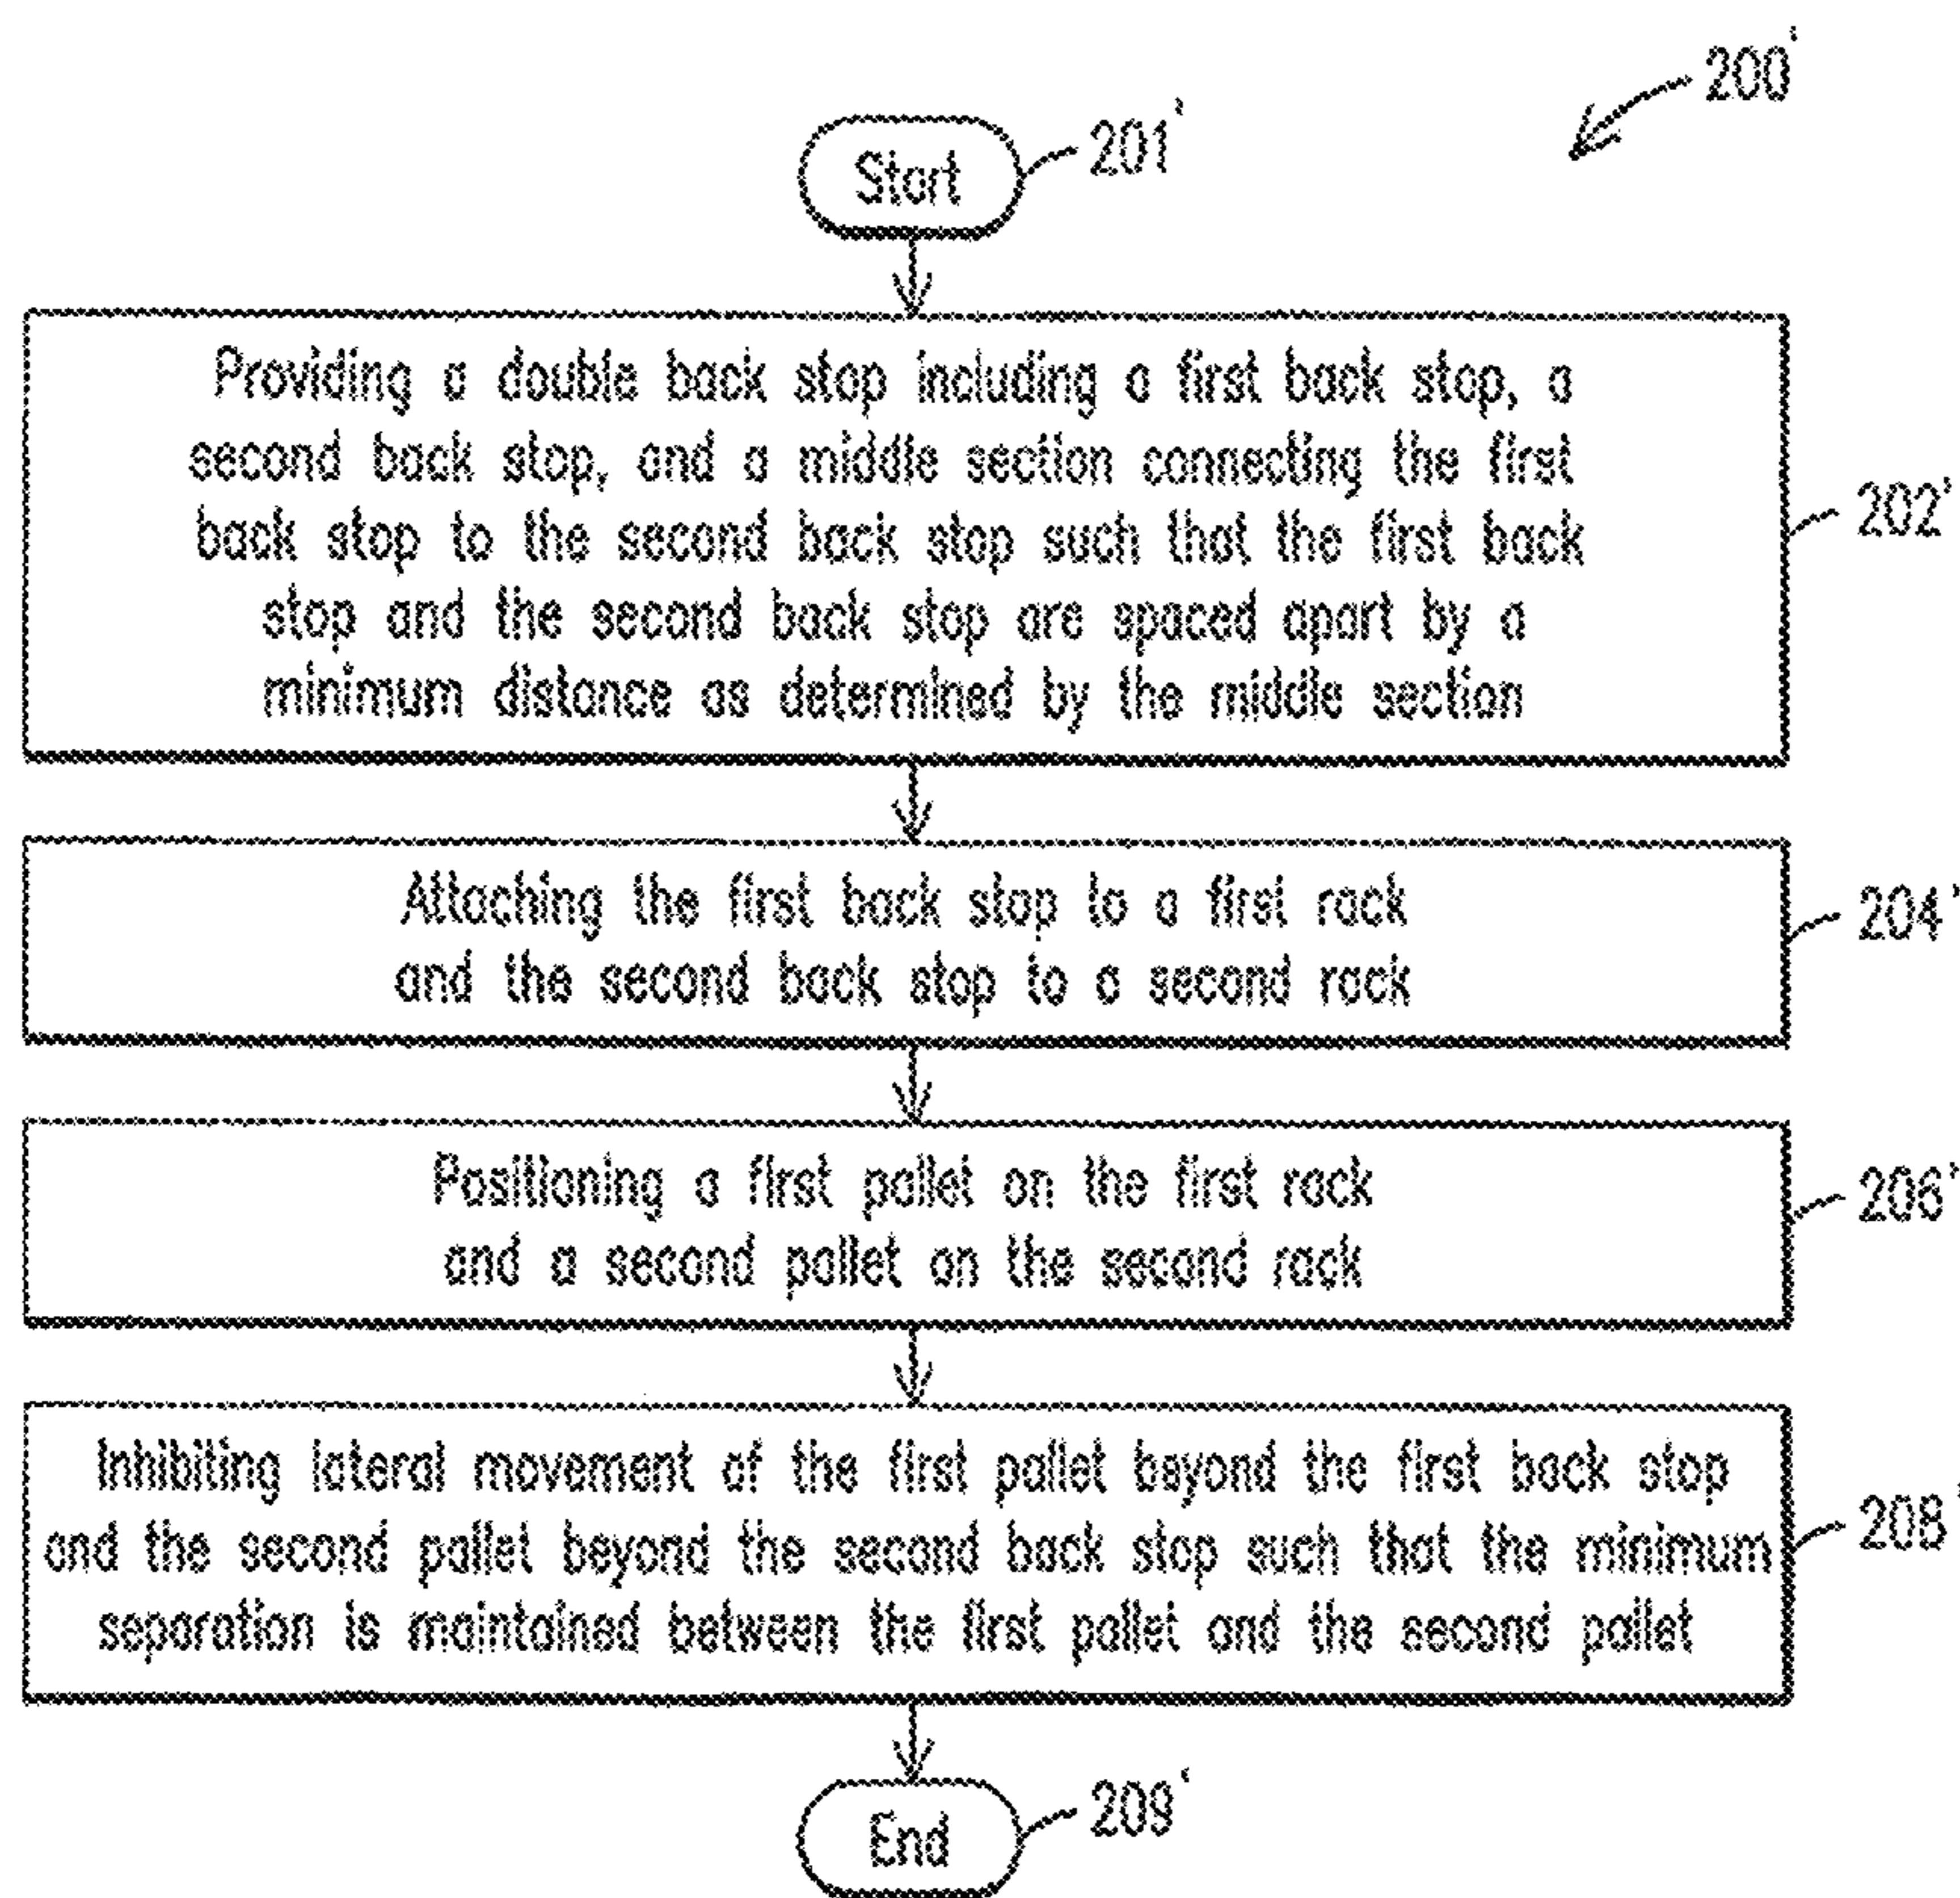 200'
Start
201'
Providing a double back stop including a first back stop, a
second back stop, and a middle section connecting the first
back stop to the second back stop such that the first back
stop and the second back stop are spaced apart by a
minimum distance as determined by the middle section
202'
Attaching the first back stop to a first rack
and the second back stop to a second rack
204'
Positioning a first pallet on the first rack
and a second pallet on the second rack
206'
Inhibiting lateral movement of the first pallet beyond the first back stop
and the second pallet beyond the second back stop such that the minimum
separation is maintained between the first pallet and the second pallet
208'
End
209'